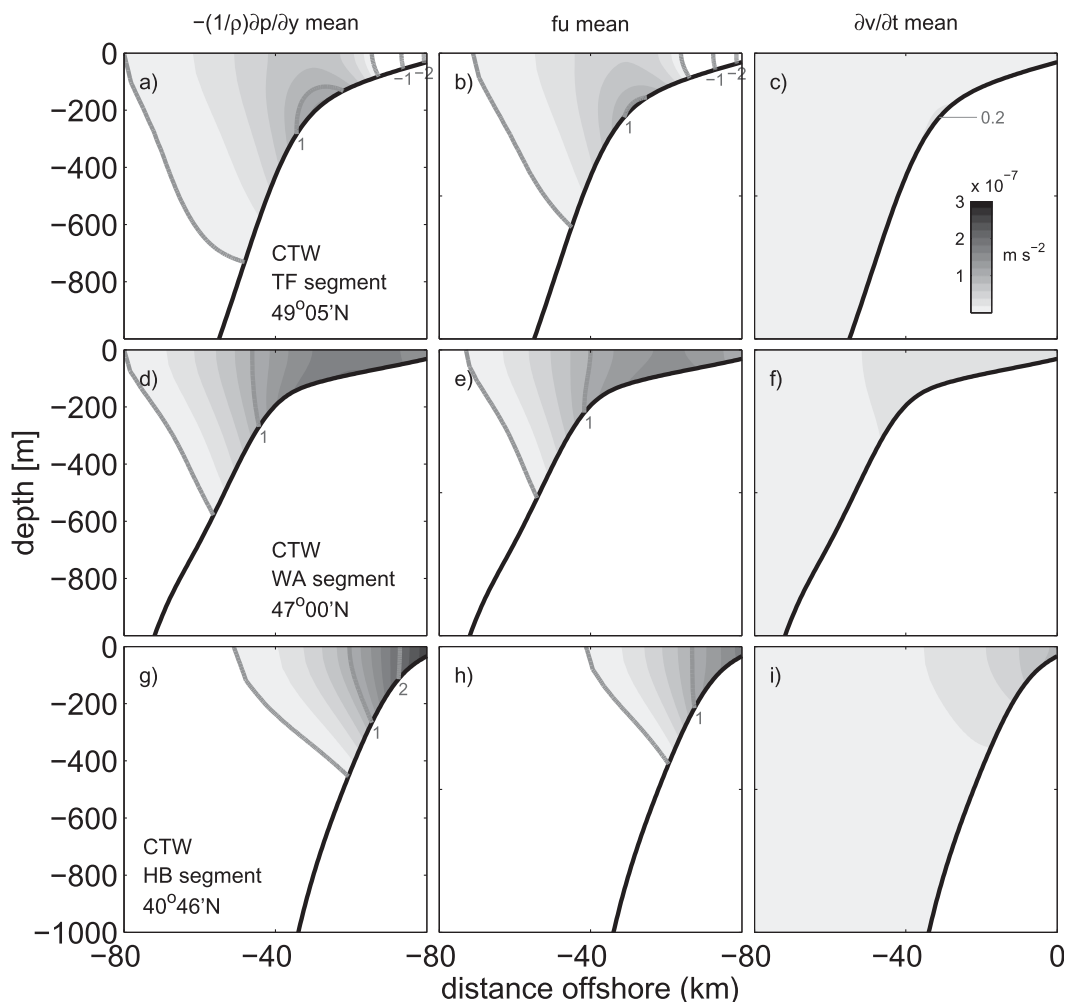 −(1/ρ)∂p/∂y mean
fu mean
∂v/∂t mean
0
−200
−400
−600
−800
a)
−1
−2
1
CTW
TF segment
49°05'N
b)
−1
−2
1
c)
0.2
x 10⁻⁷
3
2
1
m s⁻²
0
−200
−400
−600
−800
d)
1
CTW
WA segment
47°00'N
e)
1
f)
depth [m]
0
−200
−400
−600
−800
−1000
g)
2
1
CTW
HB segment
40°46'N
h)
1
i)
−80
−40
−80
−40
−80
−40
0
distance offshore (km)